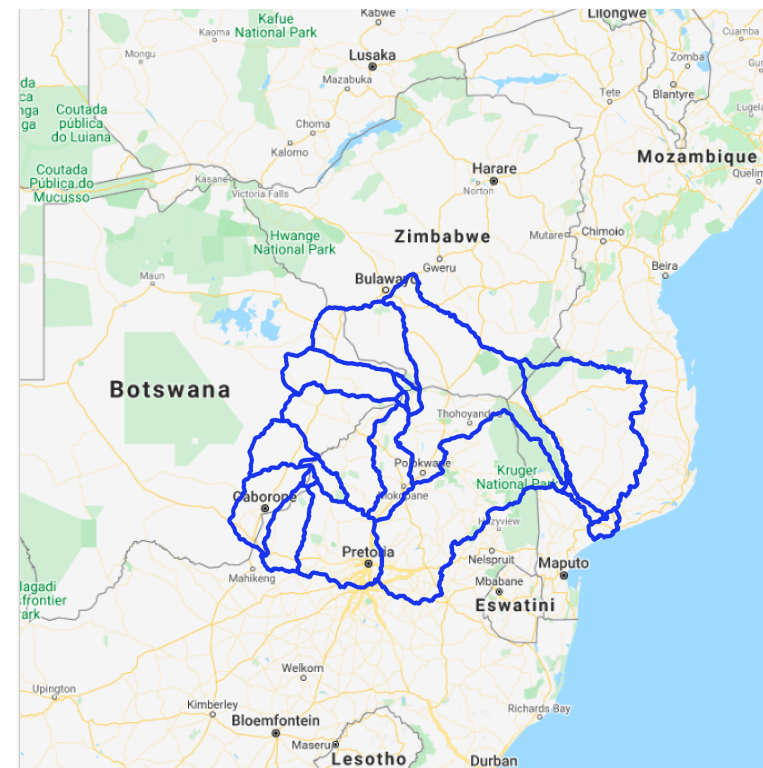 Kafue
National Park
Kabwe
Lilongwe
Kaoma
Mongu
Lusaka
Zomba
Cuamba
Mazabuka
Tete
Blantyre
Coutada
pública
do Luiana
Choma
Kalomo
Mozambique
Coutada
Pública do
Mucusso
Kasane
Victoria Falls
Harare
Norton
Hwange
National Park
Zimbabwe
Mutare
Chimoio
Gweru
Beira
Maun
Bulawayo
Botswana
Thohoyandou
Polokwane
Kruger
National Park
Mokopane
Gaborone
Hazyview
Pretoria
Nelspruit
Maputo
Mahikeng
Mbabane
Eswatini
Welkom
Upington
Kimberley
Richards Bay
Bloemfontein
Maseru
Lesotho
Durban